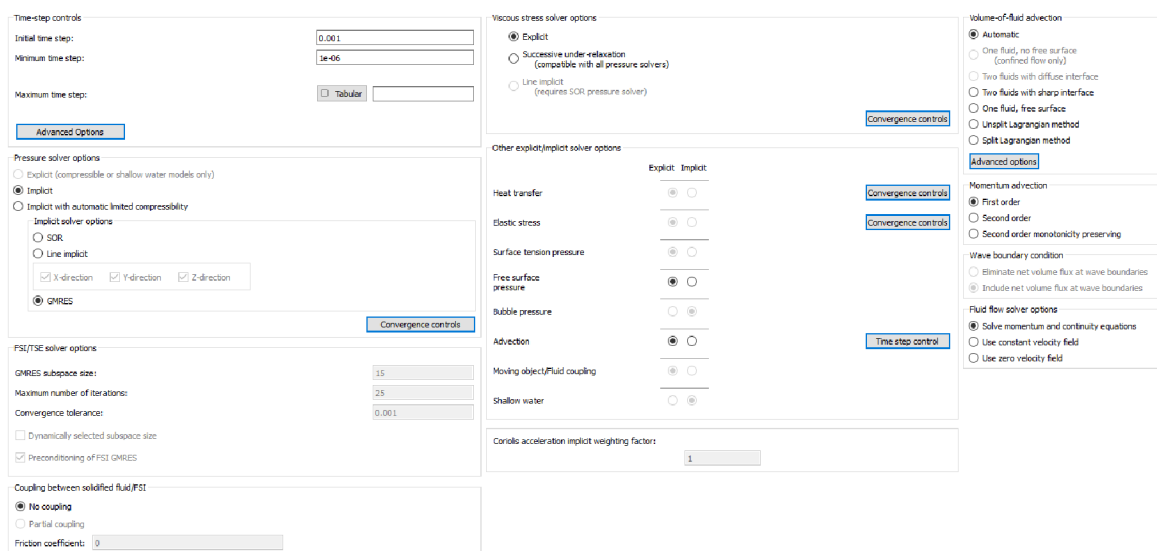 Time-step controls
Initial time step: 0.001
Minimum time step: 1e-06
Maximum time step: Tabular
Advanced Options
Pressure solver options
Explicit (compressible or shallow water models only)
Implicit
Implicit with automatic limited compressibility
Implicit solver options
SOR
Line implicit
X-direction Y-direction Z-direction
GMRES
Convergence controls
FSI/TSE solver options
GMRES subspace size: 15
Maximum number of iterations: 25
Convergence tolerance: 0.001
Dynamically selected subspace size
Preconditioning of FSI GMRES
Coupling between solidified fluid/FSI
No coupling
Partial coupling
Friction coefficient: 0
Viscous stress solver options
Explicit
Successive under-relaxation
(compatible with all pressure solvers)
Line implicit
(requires SOR pressure solver)
Convergence controls
Other explicit/implicit solver options
Explicit Implicit
Heat transfer Convergence controls
Elastic stress Convergence controls
Surface tension pressure
Free surface
pressure
Bubble pressure
Advection Time step control
Moving object/Fluid coupling
Shallow water
Coriolis acceleration implicit weighting factor:
1
Volume-of-fluid advection
Automatic
One fluid, no free surface
(confined flow only)
Two fluids with diffuse interface
Two fluids with sharp interface
One fluid, free surface
Unsplit Lagrangian method
Split Lagrangian method
Advanced options
Momentum advection
First order
Second order
Second order monotonicity preserving
Wave boundary condition
Eliminate net volume flux at wave boundaries
Include net volume flux at wave boundaries
Fluid flow solver options
Solve momentum and continuity equations
Use constant velocity field
Use zero velocity field